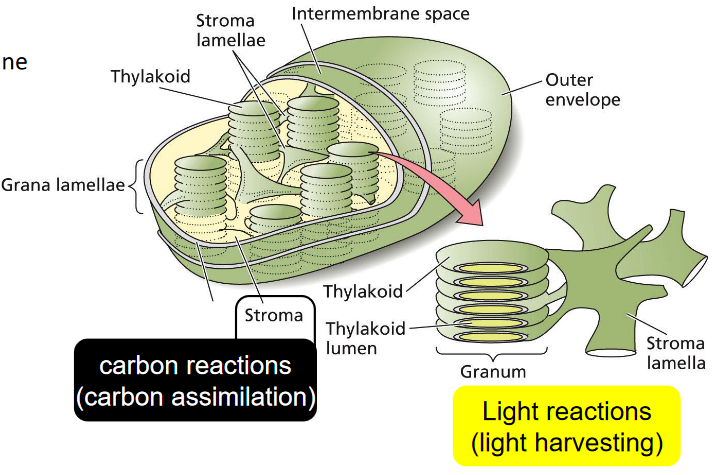 Intermembrane space
Stroma
lamellae
ne
Thylakoid
Outer
envelope
Grana lamellae
Thylakoid
Stroma
Thylakoid
lumen
Stroma
lamella
Granum
carbon reactions
(carbon assimilation)
Light reactions
(light harvesting)